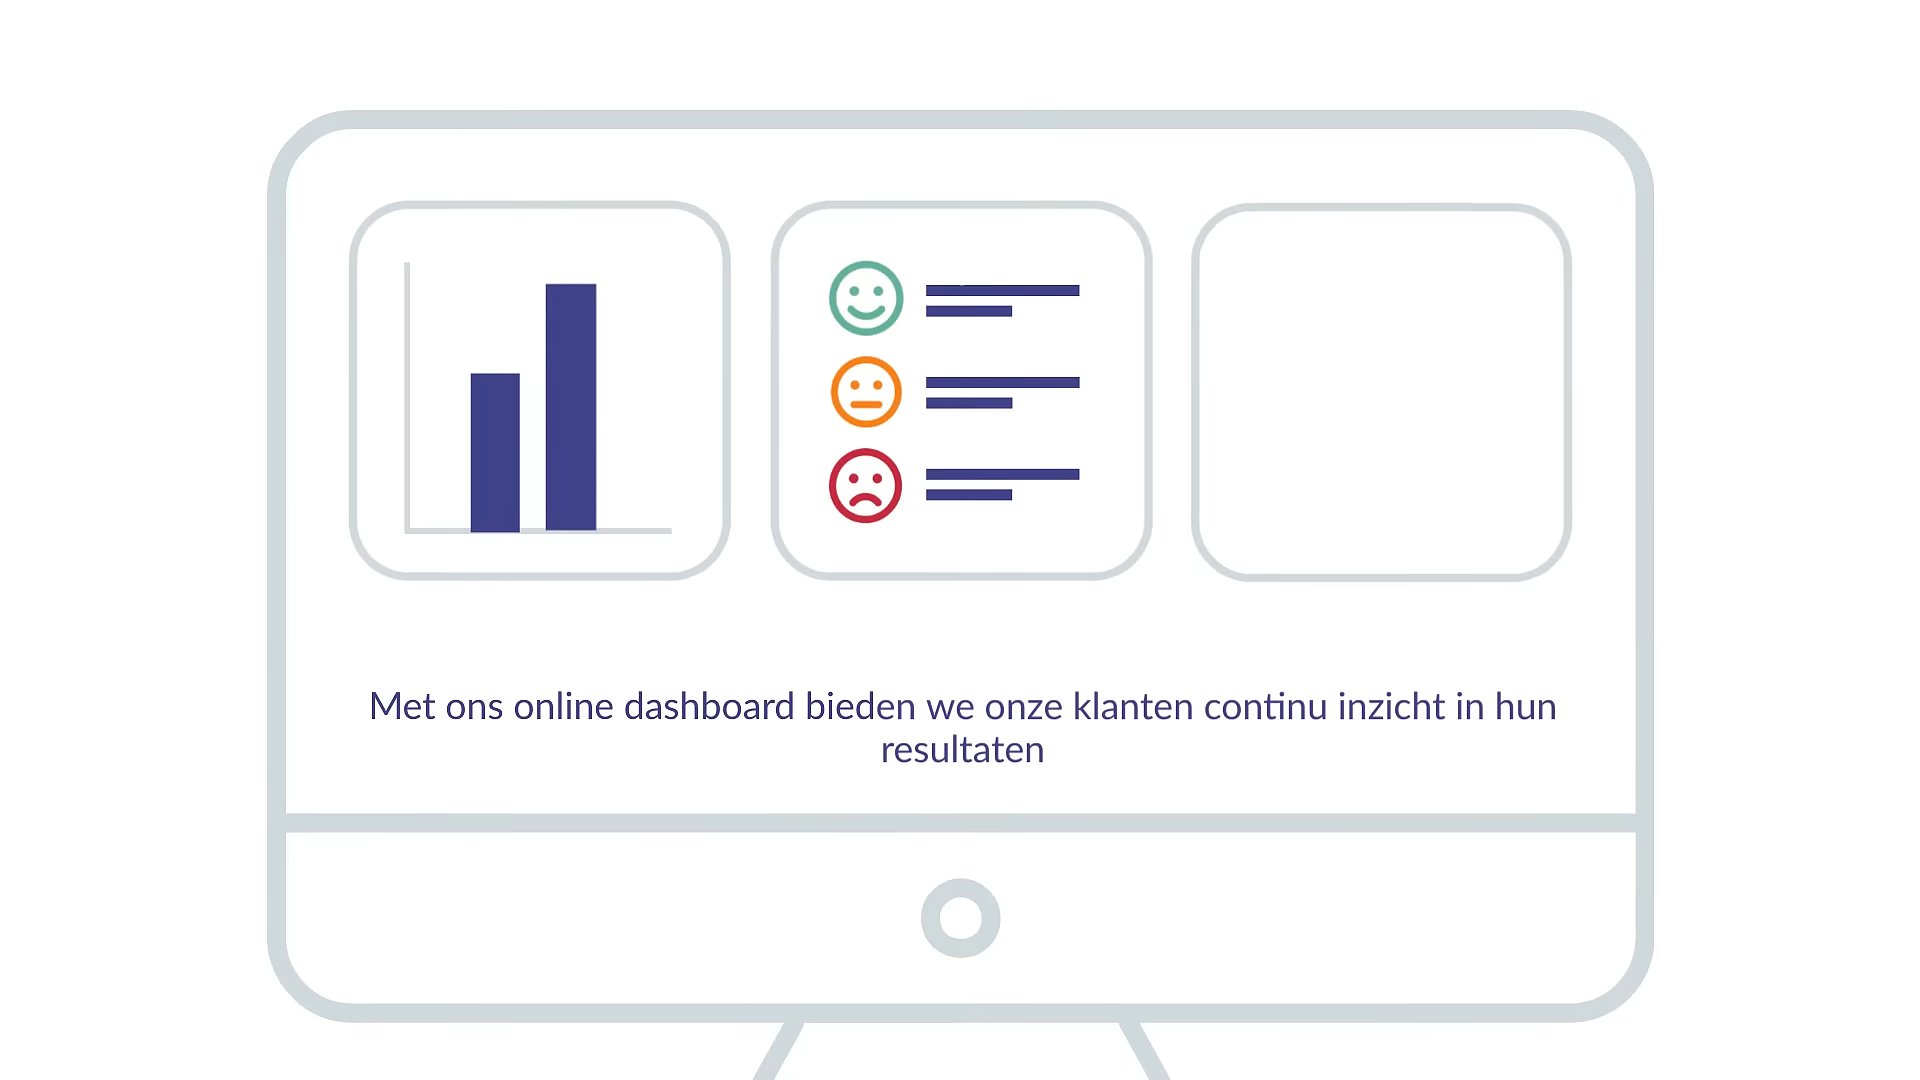 Met ons online dashboard bieden we onze klanten continu inzicht in hun
resultaten